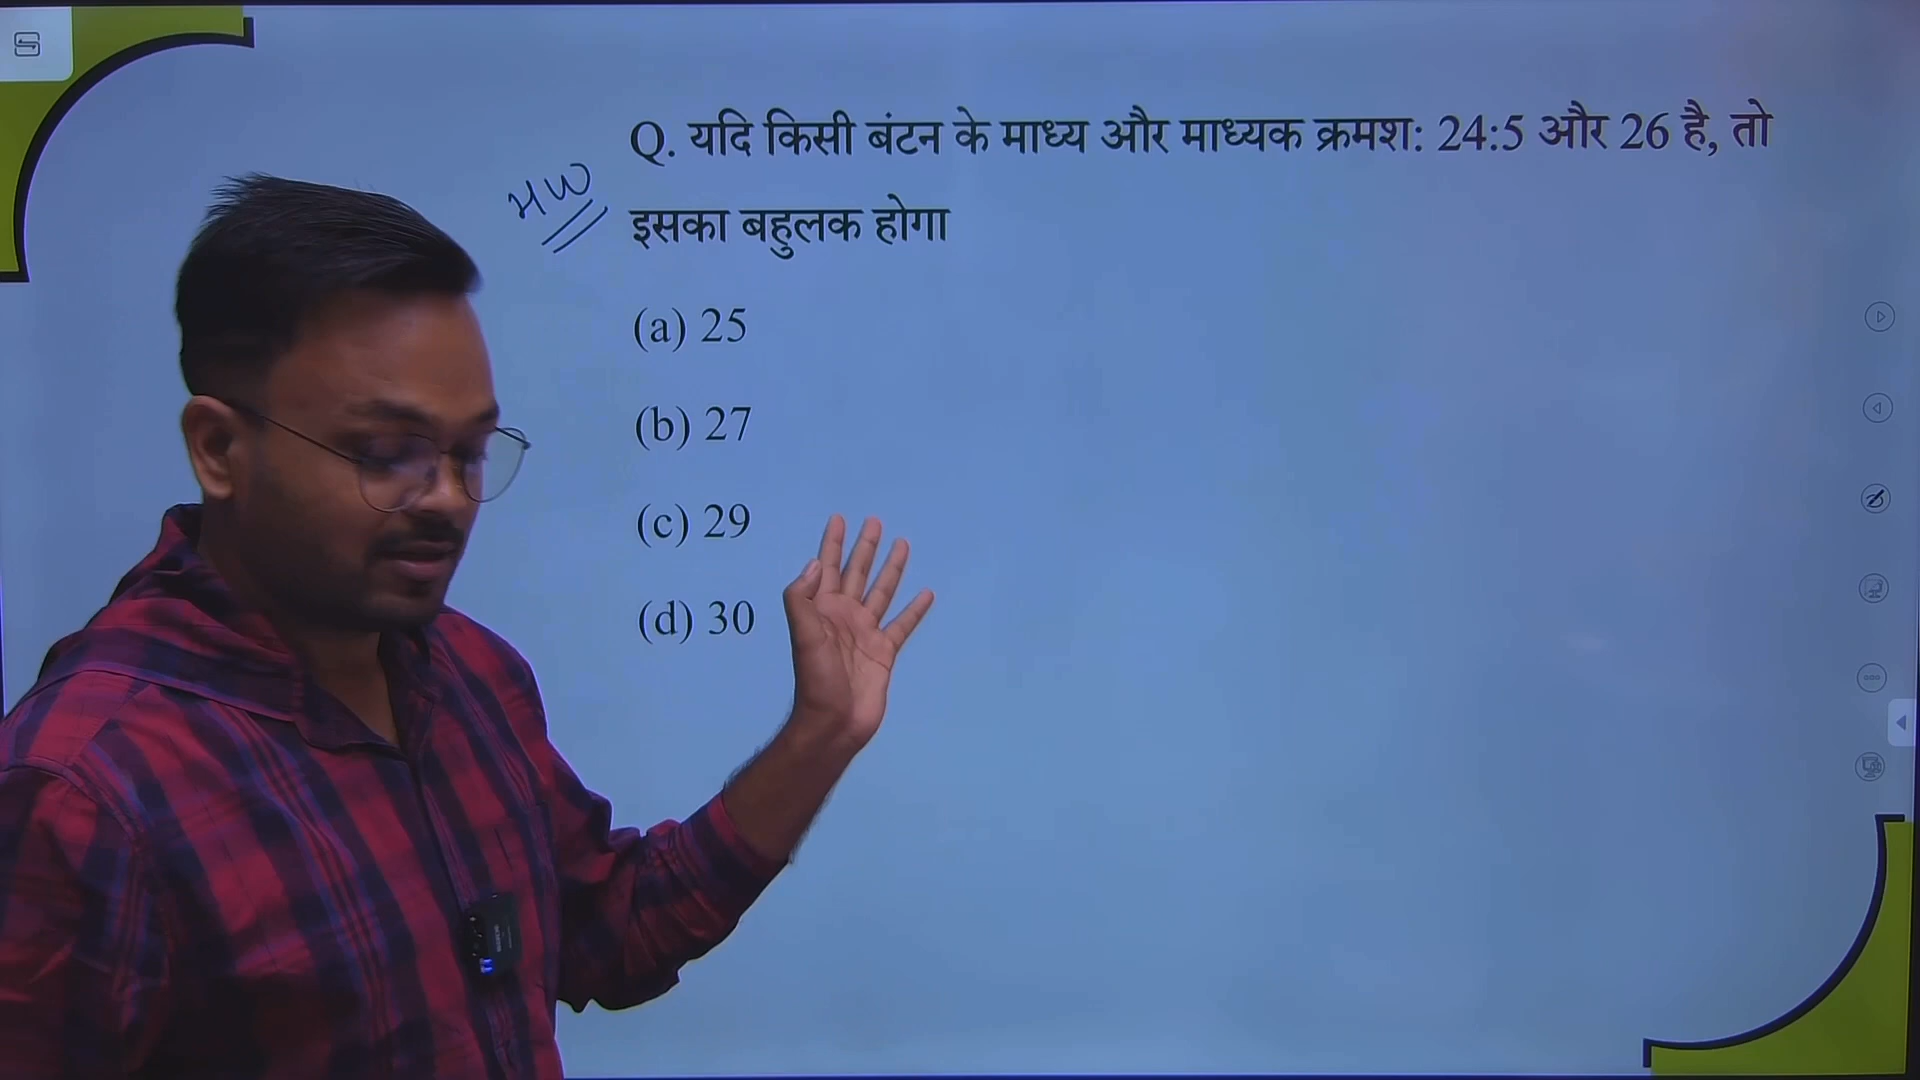 Q. यदि किसी बंटन के माध्य और माध्यक क्रमश: 24:5 और 26 है, तो
HW
इसका बहुलक होगा
(a) 25
(b) 27
(c) 29
(d) 30